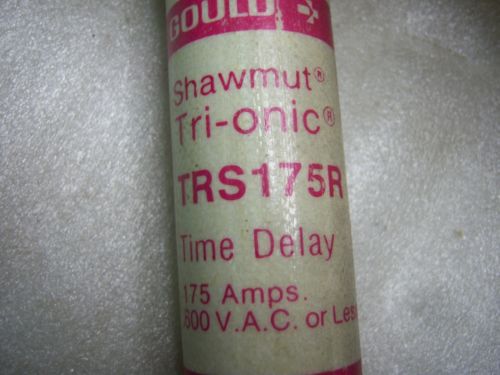 GOULD
Shawmut®
Tri-onic®
TRS175R
Time Delay
175 Amps.
600 V.A.C. or Less